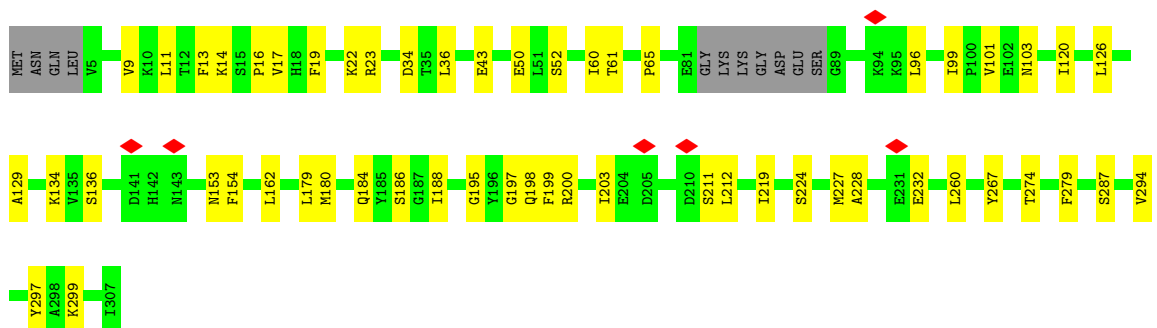 MET ASN GLN LEU V5 V9 K10 L11 T12 F13 K14 S15 P16 V17 H18 F19 K22 R23 D34 T35 L36 E43 E50 L51 S52 I60 T61 P65 E81 GLY LYS LYS GLY ASP GLU SER G89 K94 K95 L96 I99 P100 V101 E102 N103 I120 L126
A129 K134 V135 S136 D141 H142 N143 N153 F154 L162 L179 M180 Q184 Y185 S186 G187 I188 G195 Y196 G197 Q198 F199 R200 I203 E204 D205 D210 S211 L212 I219 S224 M227 A228 E231 E232 L260 Y267 T274 F279 S287 V294
Y297 A298 K299 I307